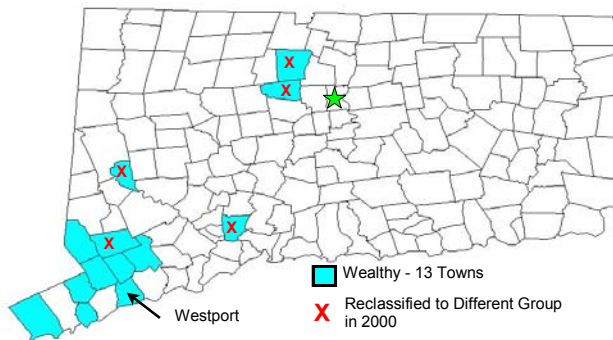 X
X
X
X
X
Westport
Wealthy - 13 Towns
X Reclassified to Different Group
in 2000